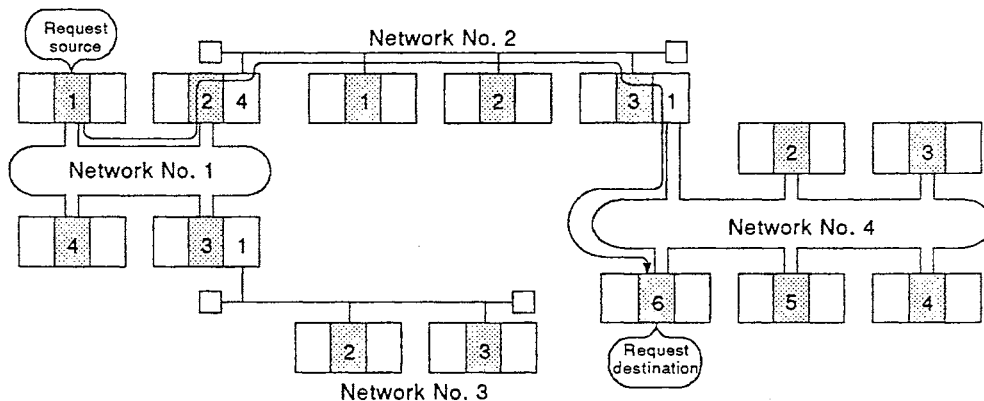 Request
source
Network No. 2
1
2 4
1
2
3 1
2
3
Network No. 1
Network No. 4
4
3 1
6
5
4
2
3
Request
destination
Network No. 3